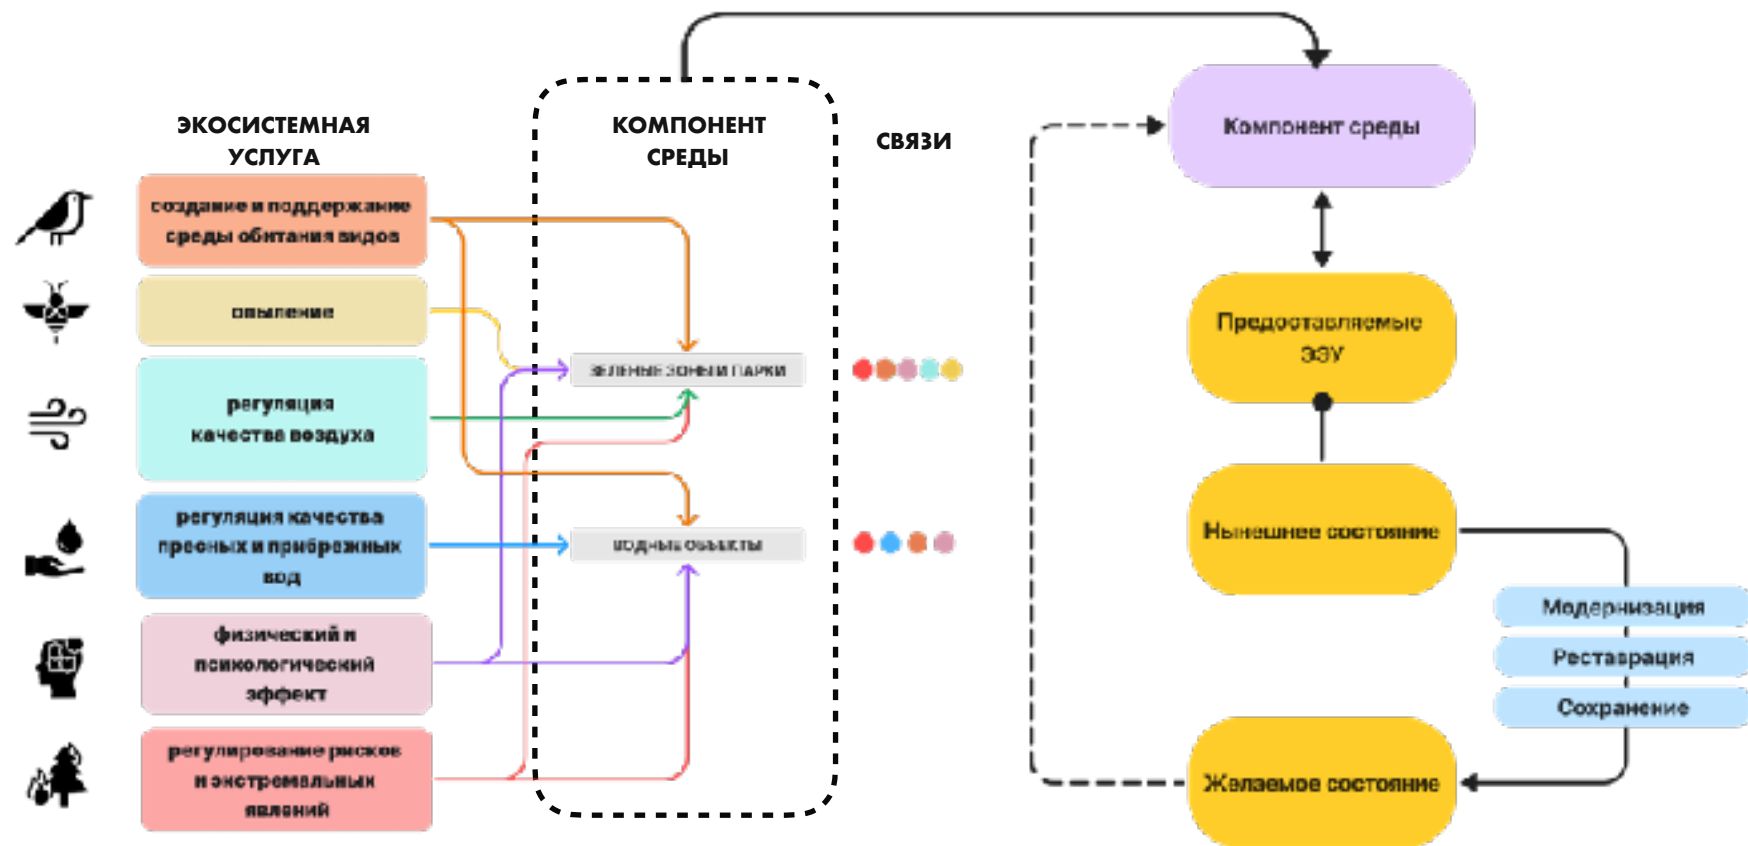 ЭКОСИСТЕМНАЯ
УСЛУГА
создание и поддержание
среды обитания видов
опыление
регуляция
качества воздуха
регуляция качества
пресных и прибрежных
вод
физический и
психологический
эффект
регулирование рисков
и экстремальных
явлений
КОМПОНЕНТ
СРЕДЫ
ЗЕЛЕНЫЕ ЗОНЫ И ПАРКИ
ВОДНЫЕ ОБЪЕКТЫ
СВЯЗИ
Компонент среды
Предоставляемые
ЭЭУ
Нынешнее состояние
Модернизация
Реставрация
Сохранение
Желаемое состояние